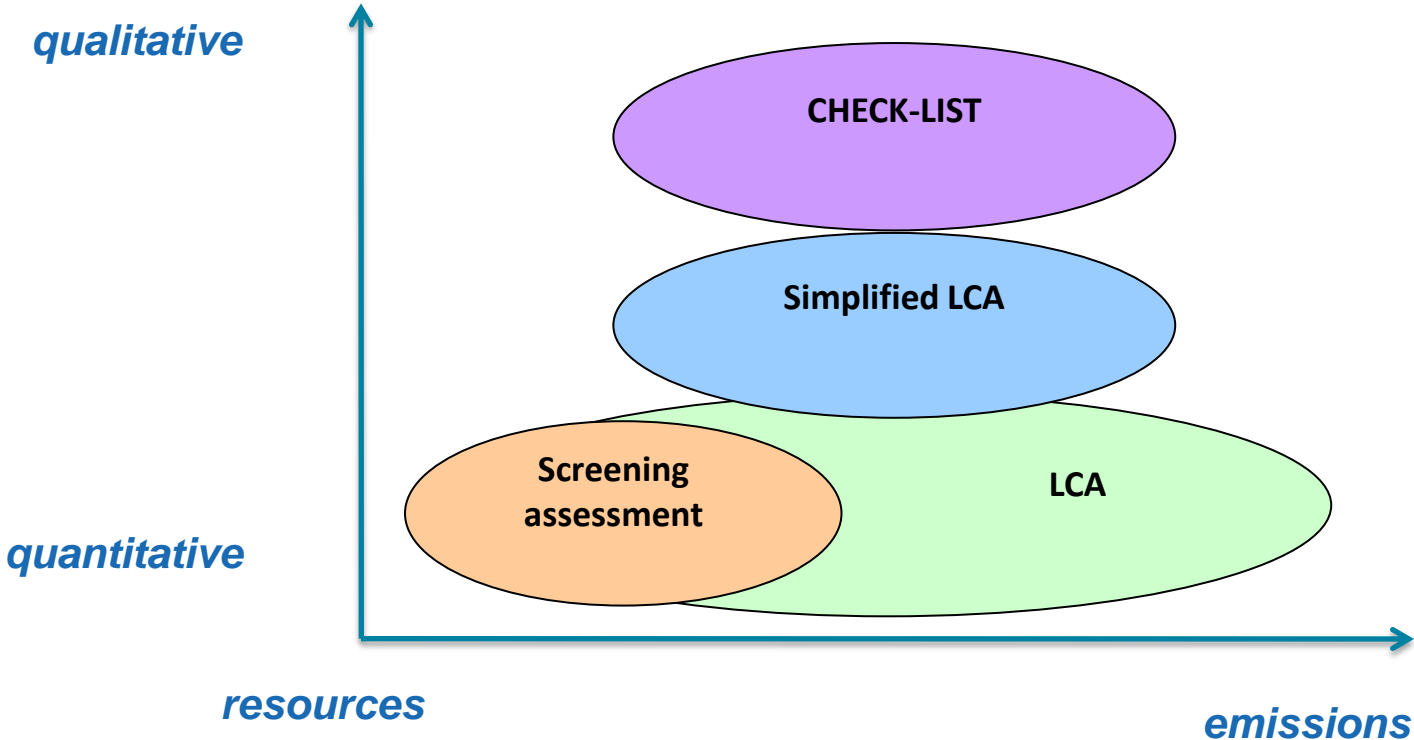 qualitative
CHECK-LIST
Simplified LCA
Screening
assessment
LCA
quantitative
resources
emissions